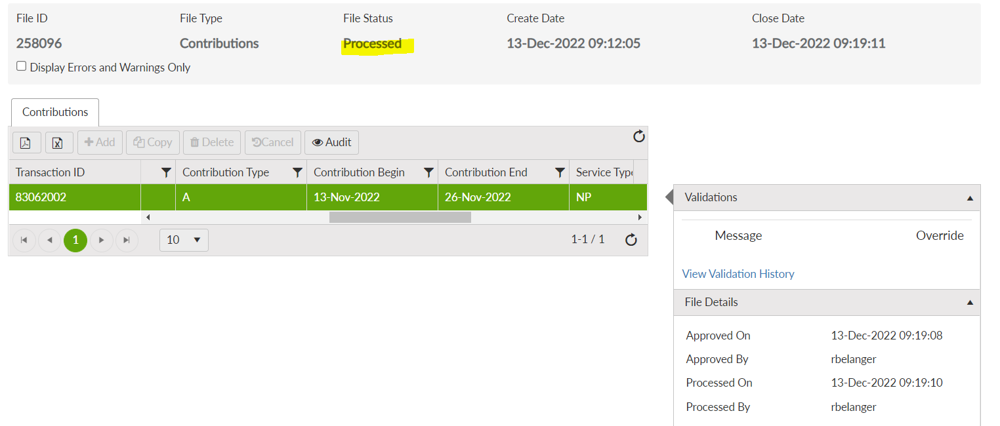 File ID File Type File Status Create Date Close Date
258096 Contributions Processed 13-Dec-2022 09:12:05 13-Dec-2022 09:19:11
Display Errors and Warnings Only
Contributions
Add Copy Delete Cancel Audit
Transaction ID Contribution Type Contribution Begin Contribution End Service Type
83062002 A 13-Nov-2022 26-Nov-2022 NP
1 10 1-1 / 1
Validations
Message Override
View Validation History
File Details
Approved On 13-Dec-2022 09:19:08
Approved By rbelanger
Processed On 13-Dec-2022 09:19:10
Processed By rbelanger